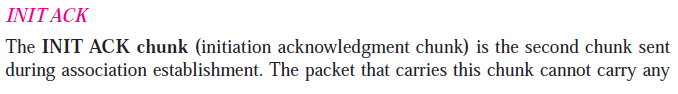 INIT ACK
The INIT ACK chunk (initiation acknowledgment chunk) is the second chunk sent
during association establishment. The packet that carries this chunk cannot carry any